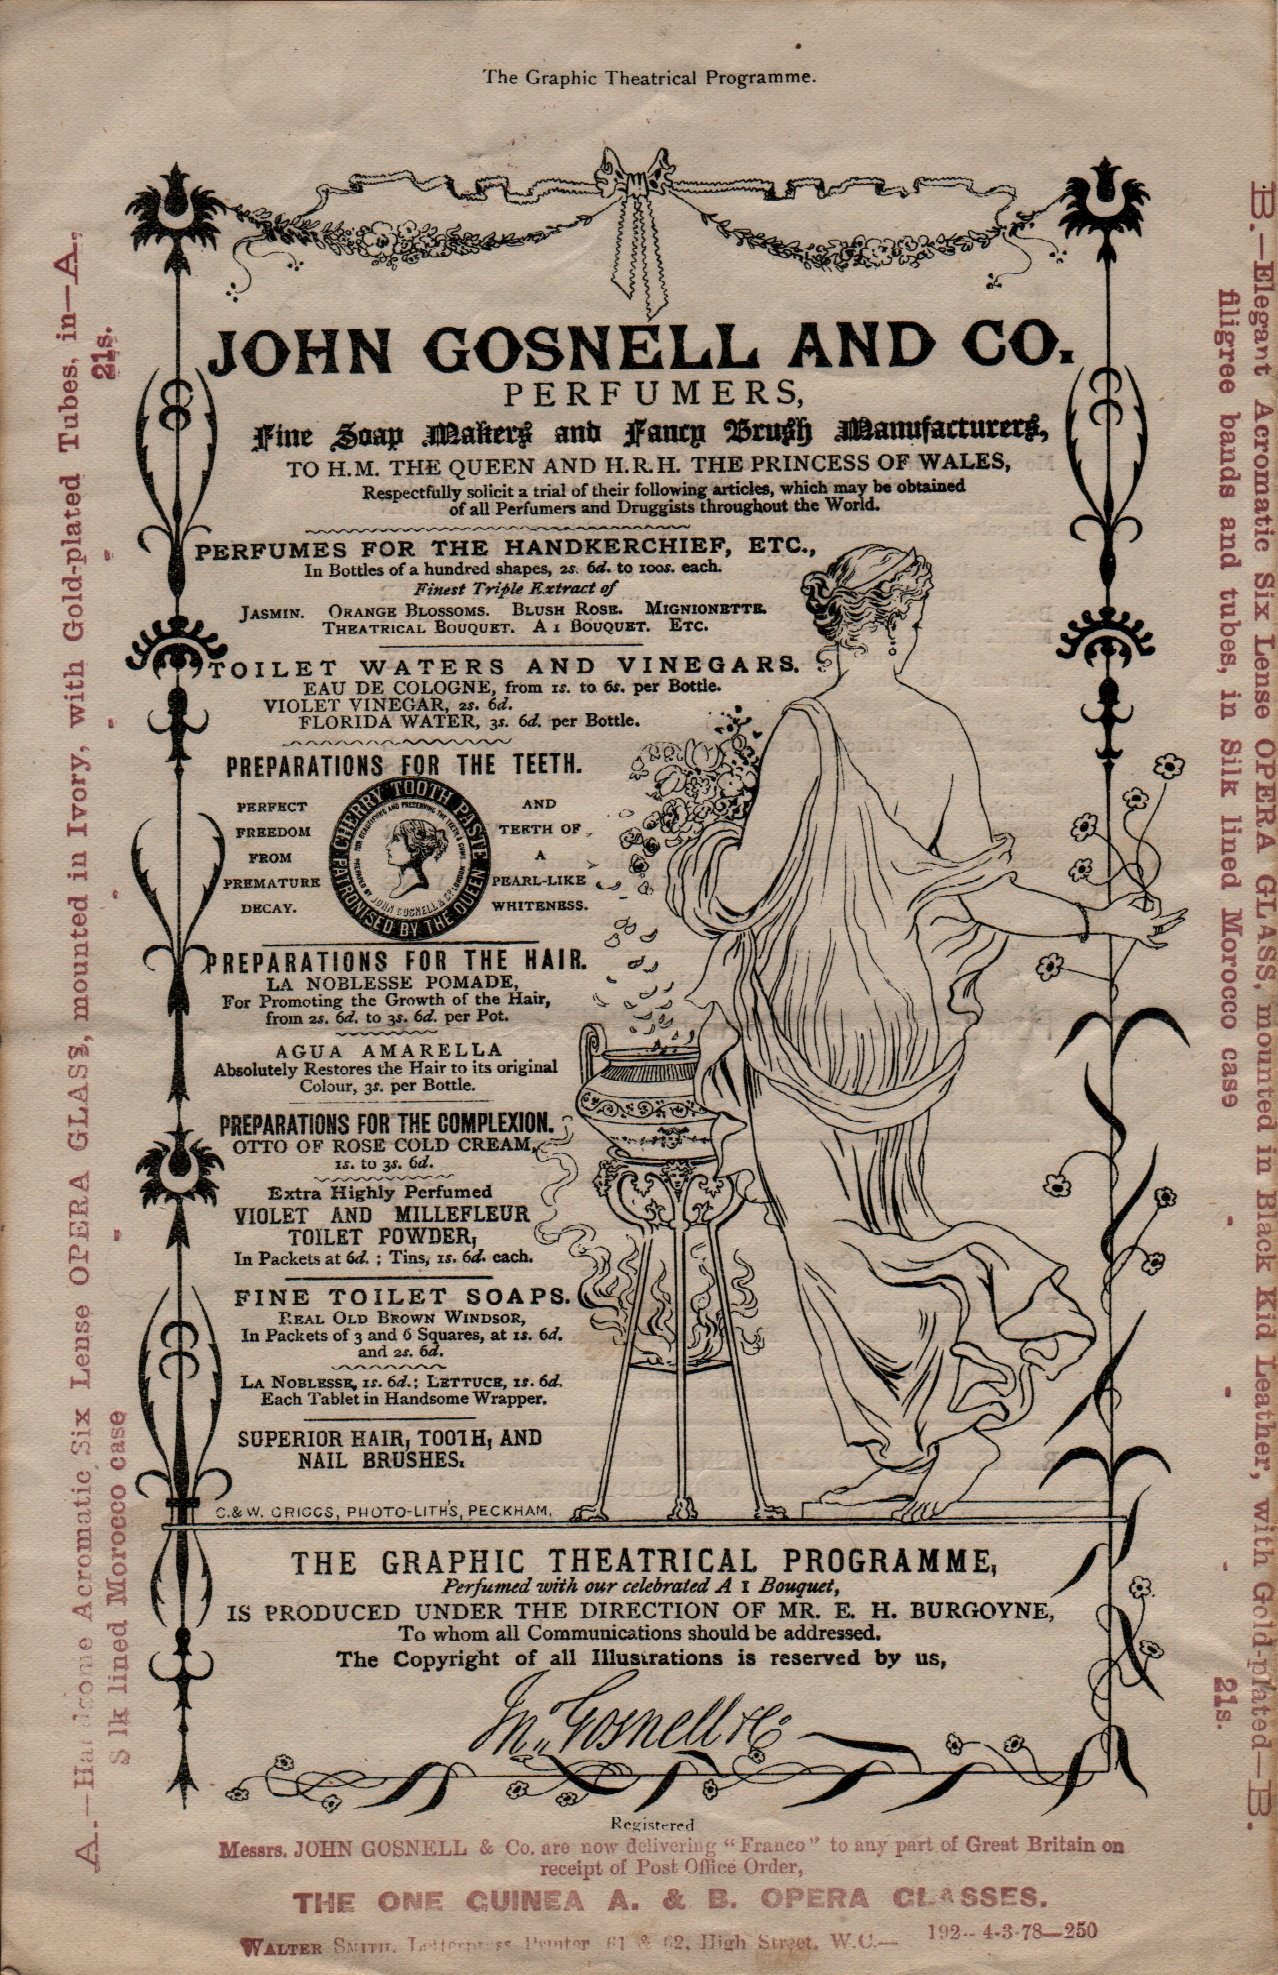 The Graphic Theatrical Programme.
JOHN GOSNELL AND CO.
PERFUMERS,
Fine Soap Makers and Fancy Brush Manufacturers,
TO H.M. THE QUEEN AND H.R.H. THE PRINCESS OF WALES,
Respectfully solicit a trial of their following articles, which may be obtained
of all Perfumers and Druggists throughout the World.
PERFUMES FOR THE HANDKERCHIEF, ETC.,
In Bottles of a hundred shapes, 2s. 6d. to 100s. each.
Finest Triple Extract of
JASMIN. ORANGE BLOSSOMS. BLUSH ROSE. MIGNIONETTE.
THEATRICAL BOUQUET. A 1 BOUQUET. ETC.
TOILET WATERS AND VINEGARS.
EAU DE COLOGNE, from 1s. to 6s. per Bottle.
VIOLET VINEGAR, 2s. 6d.
FLORIDA WATER, 3s. 6d. per Bottle.
PREPARATIONS FOR THE TEETH.
PERFECT
FREEDOM
FROM
PREMATURE
DECAY.
CHERRY TOOTH PASTE
PATRONISED BY THE QUEEN
FOR BEAUTIFYING AND PRESERVING THE TEETH & GUMS
PREPARED BY JOHN GOSNELL & CO. LONDON
AND
TEETH OF
A
PEARL-LIKE
WHITENESS.
PREPARATIONS FOR THE HAIR.
LA NOBLESSE POMADE,
For Promoting the Growth of the Hair,
from 2s. 6d. to 3s. 6d. per Pot.
AGUA AMARELLA
Absolutely Restores the Hair to its original
Colour, 3s. per Bottle.
PREPARATIONS FOR THE COMPLEXION.
OTTO OF ROSE COLD CREAM,
1s. to 3s. 6d.
Extra Highly Perfumed
VIOLET AND MILLEFLEUR
TOILET POWDER,
In Packets at 6d. ; Tins, 1s. 6d. each.
FINE TOILET SOAPS.
REAL OLD BROWN WINDSOR,
In Packets of 3 and 6 Squares, at 1s. 6d.
and 2s. 6d.
LA NOBLESSE, 1s. 6d.; LETTUCE, 1s. 6d.
Each Tablet in Handsome Wrapper.
SUPERIOR HAIR, TOOTH, AND
NAIL BRUSHES.
C. & W. GRIGGS, PHOTO-LITH'S, PECKHAM.
THE GRAPHIC THEATRICAL PROGRAMME,
Perfumed with our celebrated A 1 Bouquet,
IS PRODUCED UNDER THE DIRECTION OF MR. E. H. BURGOYNE,
To whom all Communications should be addressed.
The Copyright of all Illustrations is reserved by us,
Jn. Gosnell & Co
Registered
Messrs. JOHN GOSNELL & Co. are now delivering "Franco" to any part of Great Britain on
receipt of Post Office Order,
THE ONE GUINEA A. & B. OPERA GLASSES.
WALTER SMITH, Letterpress Printer 61 & 62, High Street, W.C.— 192-- 4-3-78—250
A.—Handsome Acromatic Six Lense OPERA GLASS, mounted in Ivory, with Gold-plated Tubes, in—A,
Silk lined Morocco case - - - - 21s.
B.—Elegant Acromatic Six Lense OPERA GLASS, mounted in Black Kid Leather, with Gold-plated—B.
filigree bands and tubes, in Silk lined Morocco case - - - 21s.